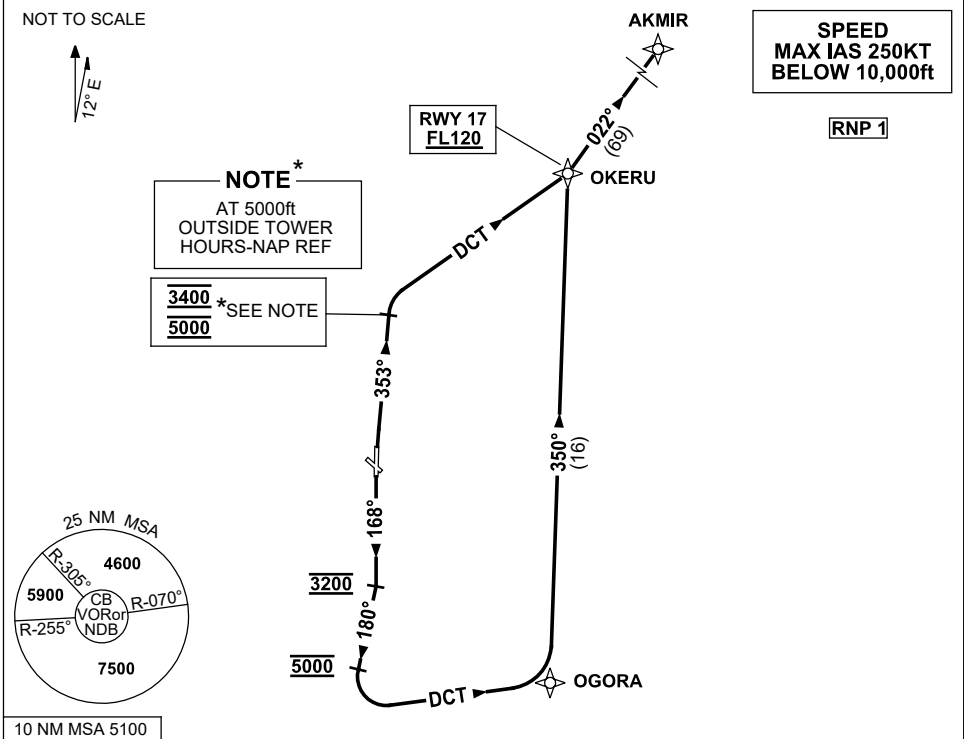 NOT TO SCALE
12° E
AKMIR
SPEED
MAX IAS 250KT
BELOW 10,000ft
RNP 1
RWY 17
FL120
022°
(69)
OKERU
NOTE*
AT 5000ft
OUTSIDE TOWER
HOURS-NAP REF
DCT
3400
*SEE NOTE
5000
353°
350°
(16)
168°
3200
180°
5000
DCT
OGORA
25 NM MSA
R-305°
4600
5900
CB
VORor
NDB
R-070°
R-255°
7500
10 NM MSA 5100